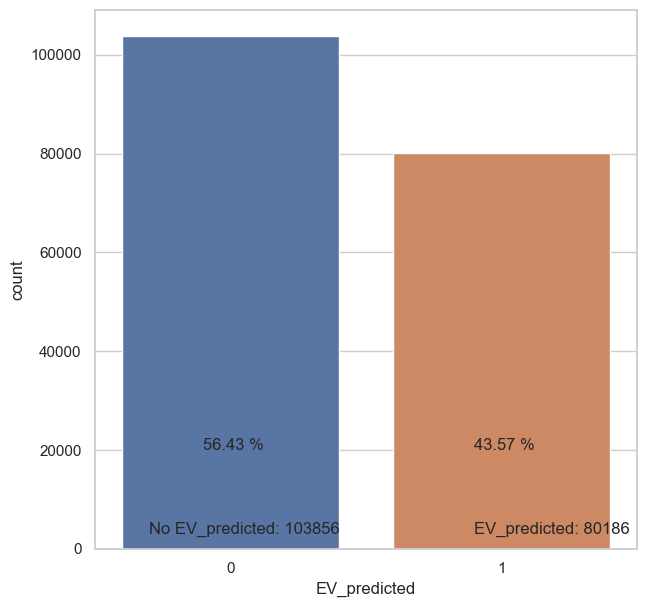 100000
80000
60000
40000
20000
0
count
56.43 %
43.57 %
No EV_predicted: 103856
EV_predicted: 80186
0
1
EV_predicted